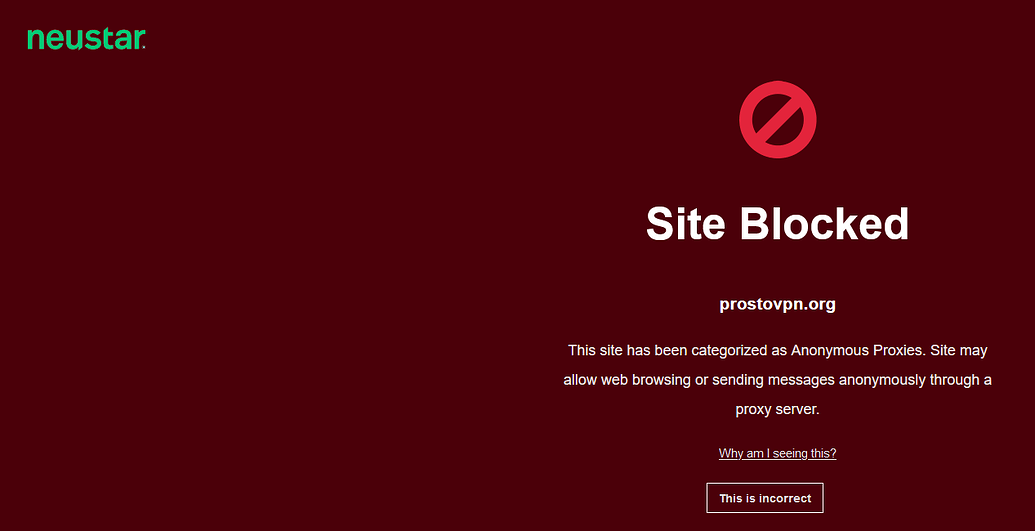 neustar.
Site Blocked
prostovpn.org
This site has been categorized as Anonymous Proxies. Site may
allow web browsing or sending messages anonymously through a
proxy server.
Why am I seeing this?
This is incorrect